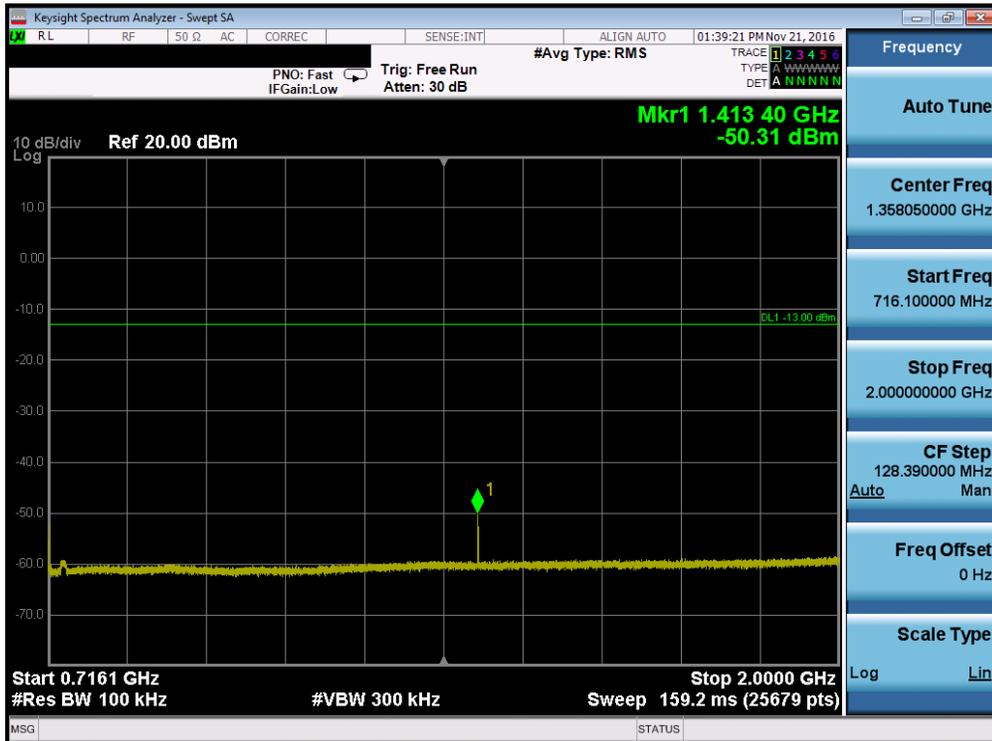 Keysight Spectrum Analyzer - Swept SA
LXI RL RF 50 Ω AC CORREC SENSE:INT ALIGN AUTO 01:39:21 PM Nov 21, 2016
#Avg Type: RMS TRACE 1 2 3 4 5 6
PNO: Fast Trig: Free Run TYPE A WWWWW
IFGain:Low Atten: 30 dB DET A N N N N N
Mkr1 1.413 40 GHz
-50.31 dBm
10 dB/div Ref 20.00 dBm
Log
10.0
0.00
-10.0
DL1 -13.00 dBm
-20.0
-30.0
-40.0
1
-50.0
-60.0
-70.0
Start 0.7161 GHz Stop 2.0000 GHz
#Res BW 100 kHz #VBW 300 kHz Sweep 159.2 ms (25679 pts)
MSG STATUS
Frequency
Auto Tune
Center Freq
1.358050000 GHz
Start Freq
716.100000 MHz
Stop Freq
2.000000000 GHz
CF Step
128.390000 MHz
Auto Man
Freq Offset
0 Hz
Scale Type
Log Lin